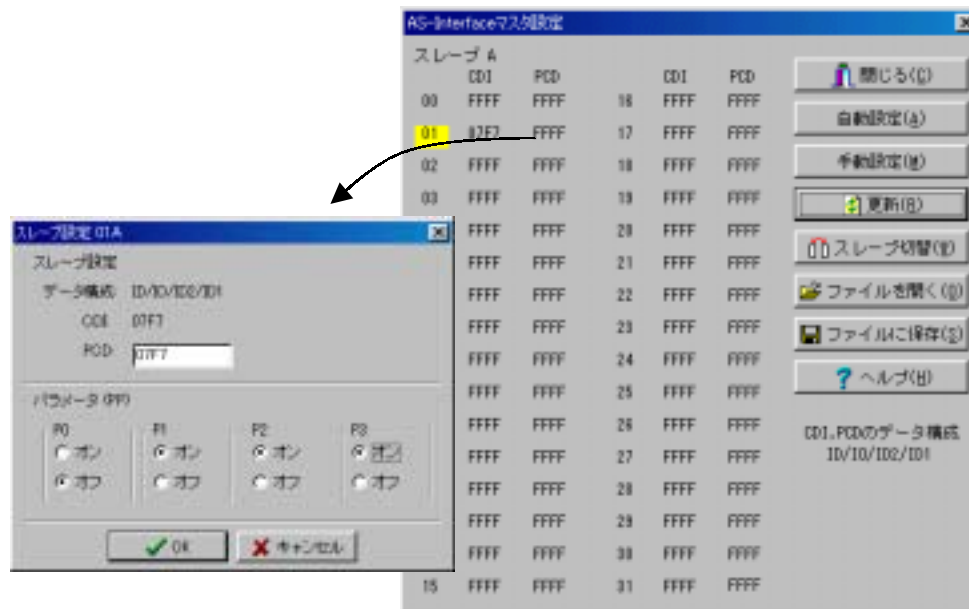 AS-Interfaceマスタ設定
スレーブ A
CDI PCD CDI PCD
00 FFFF FFFF 16 FFFF FFFF
01 07F7 FFFF 17 FFFF FFFF
02 FFFF FFFF 18 FFFF FFFF
03 FFFF FFFF 19 FFFF FFFF
FFFF FFFF 20 FFFF FFFF
FFFF FFFF 21 FFFF FFFF
FFFF FFFF 22 FFFF FFFF
FFFF FFFF 23 FFFF FFFF
FFFF FFFF 24 FFFF FFFF
FFFF FFFF 25 FFFF FFFF
FFFF FFFF 26 FFFF FFFF
FFFF FFFF 27 FFFF FFFF
FFFF FFFF 28 FFFF FFFF
FFFF FFFF 29 FFFF FFFF
FFFF FFFF 30 FFFF FFFF
15 FFFF FFFF 31 FFFF FFFF
閉じる(C)
自動設定(A)
手動設定(M)
更新(R)
スレーブ切替(W)
ファイルを開く(O)
ファイルに保存(S)
ヘルプ(H)
CDI,PCDのデータ構成
ID/IO/ID2/ID1
スレーブ設定 01A
スレーブ設定
データ構成: ID/IO/ID2/ID1
CDI: 07F7
PCD: 07F7
パラメータ (PP)
P0 P1 P2 P3
オン オン オン オン
オフ オフ オフ オフ
OK キャンセル